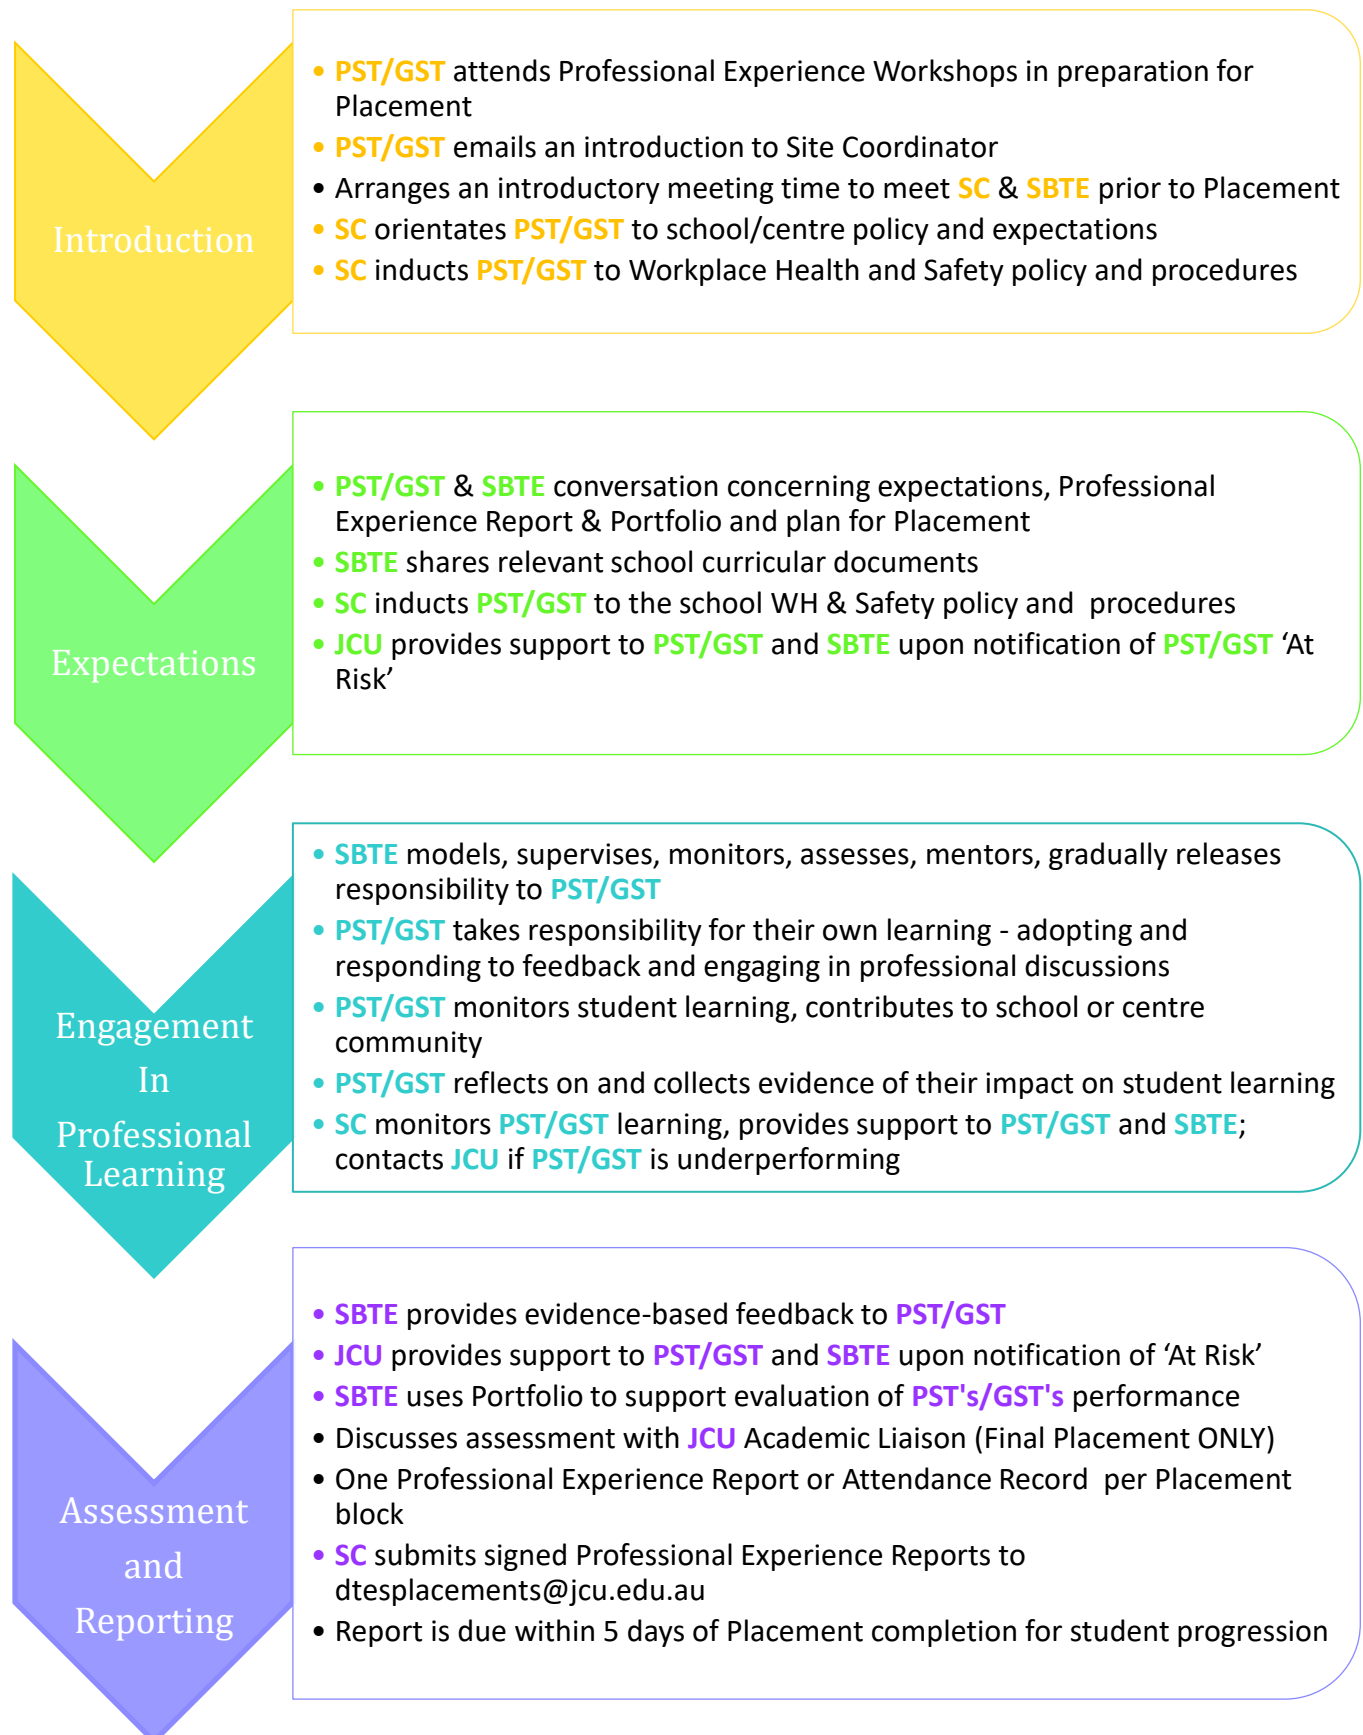 Introduction
• PST/GST attends Professional Experience Workshops in preparation for
Placement
• PST/GST emails an introduction to Site Coordinator
• Arranges an introductory meeting time to meet SC & SBTE prior to Placement
• SC orientates PST/GST to school/centre policy and expectations
• SC inducts PST/GST to Workplace Health and Safety policy and procedures
Expectations
• PST/GST & SBTE conversation concerning expectations, Professional
Experience Report & Portfolio and plan for Placement
• SBTE shares relevant school curricular documents
• SC inducts PST/GST to the school WH & Safety policy and  procedures
• JCU provides support to PST/GST and SBTE upon notification of PST/GST ‘At
Risk’
Engagement
In
Professional
Learning
• SBTE models, supervises, monitors, assesses, mentors, gradually releases
responsibility to PST/GST
• PST/GST takes responsibility for their own learning - adopting and
responding to feedback and engaging in professional discussions
• PST/GST monitors student learning, contributes to school or centre
community
• PST/GST reflects on and collects evidence of their impact on student learning
• SC monitors PST/GST learning, provides support to PST/GST and SBTE;
contacts JCU if PST/GST is underperforming
Assessment
and
Reporting
• SBTE provides evidence-based feedback to PST/GST
• JCU provides support to PST/GST and SBTE upon notification of ‘At Risk’
• SBTE uses Portfolio to support evaluation of PST's/GST's performance
• Discusses assessment with JCU Academic Liaison (Final Placement ONLY)
• One Professional Experience Report or Attendance Record  per Placement
block
• SC submits signed Professional Experience Reports to
dtesplacements@jcu.edu.au
• Report is due within 5 days of Placement completion for student progression